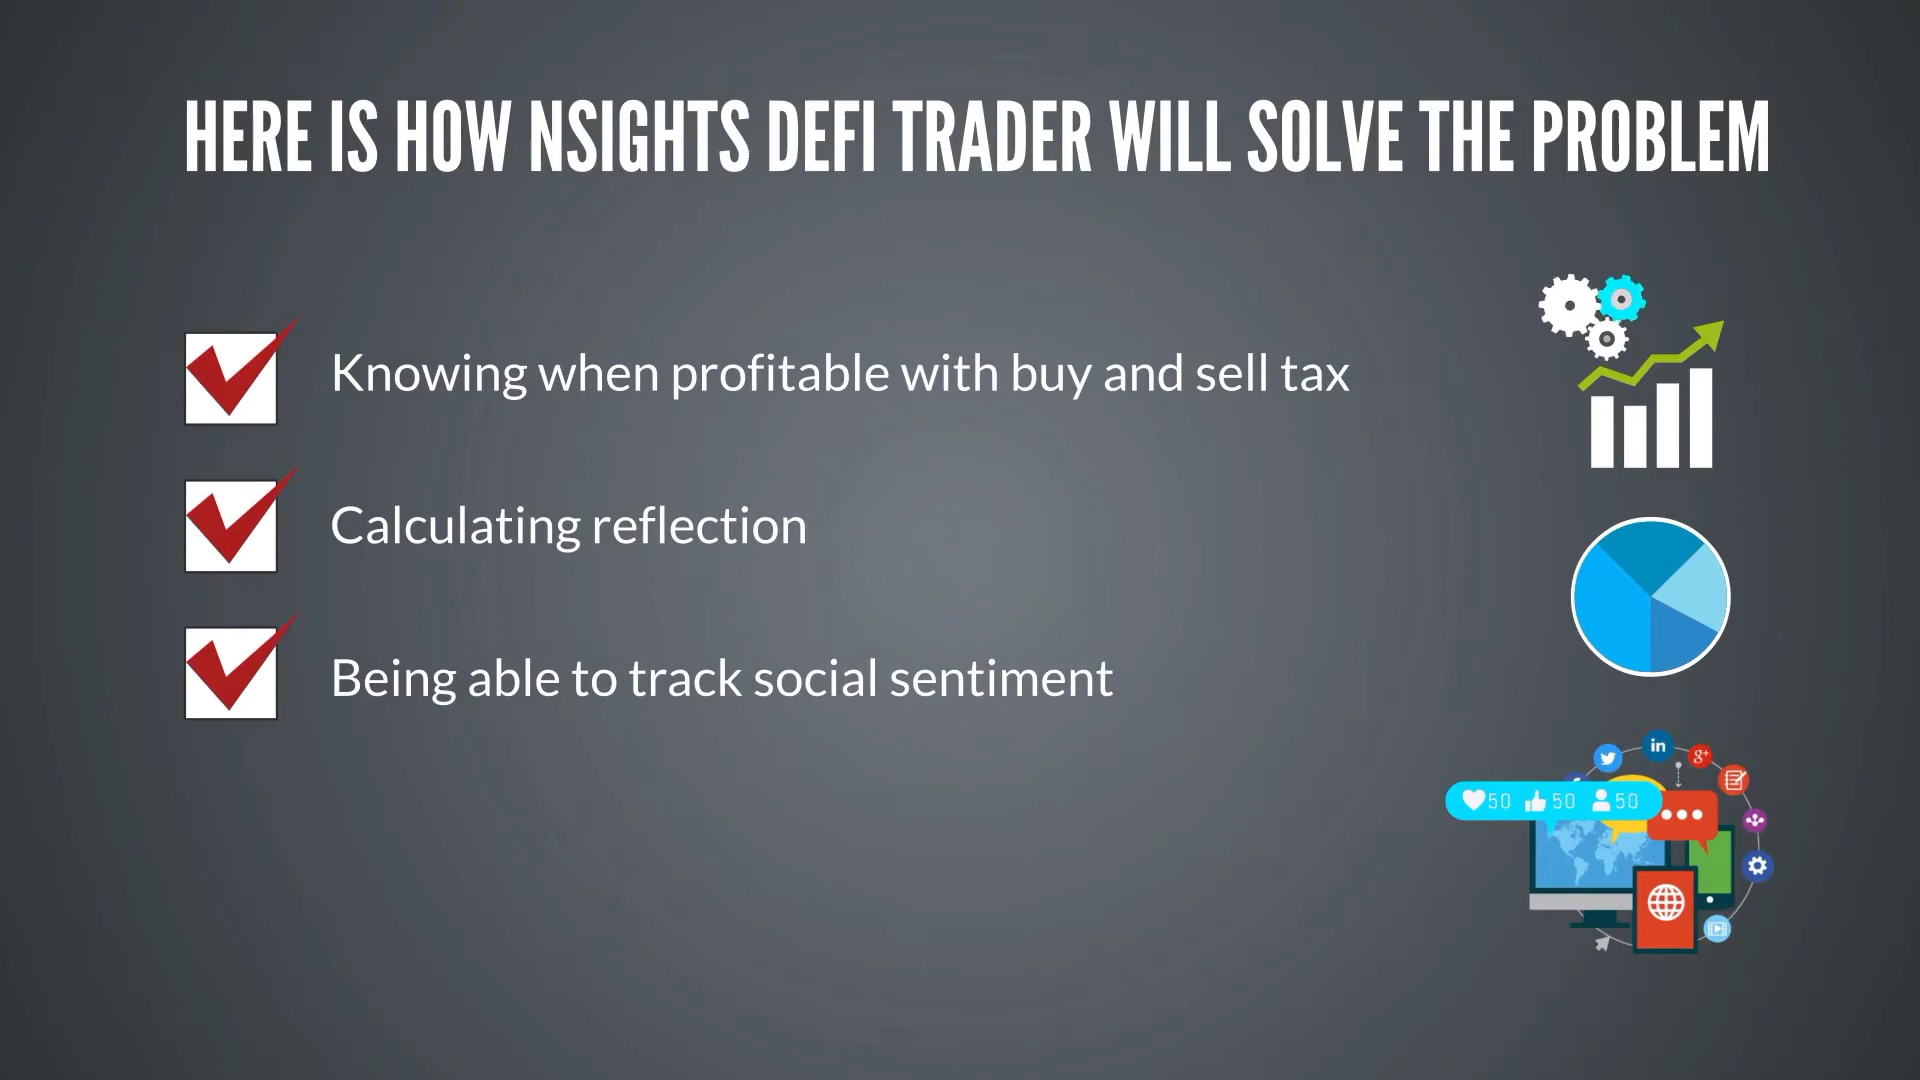 HERE IS HOW NSIGHTS DEFI TRADER WILL SOLVE THE PROBLEM
Knowing when profitable with buy and sell tax
Calculating reflection
Being able to track social sentiment
in
g+
50 50 50